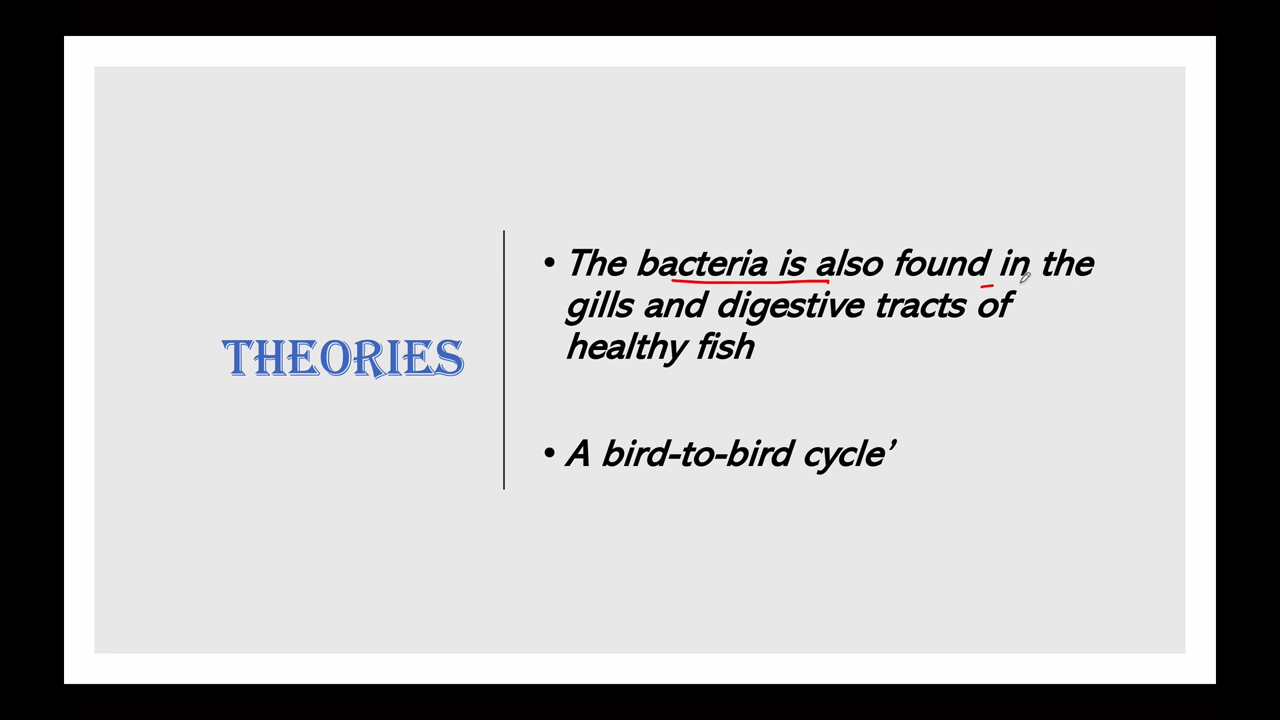 THEORIES
• The bacteria is also found in the
gills and digestive tracts of
healthy fish
• A bird-to-bird cycle’